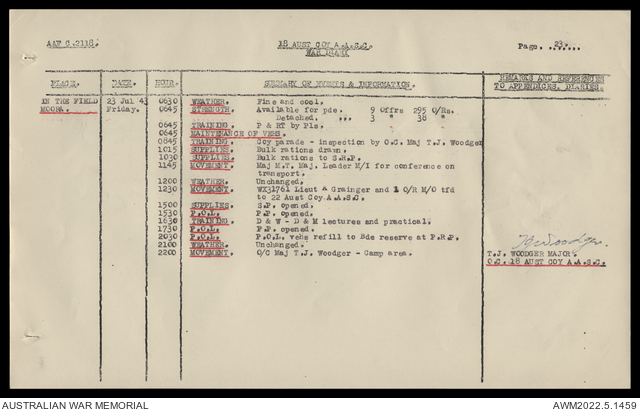 AAF C.2118.
18 AUST COY A.A.S.C.
WAR DIARY
Page. ..23.....
PLACE. DATE. HOUR. SUMMARY OF EVENTS & INFORMATION. REMARKS AND REFERENCES
TO APPENDICES, DIARIES.
IN THE FIELD 23 Jul '43 0630 WEATHER. Fine and cool.
MOORA. Friday. 0645 STRENGTH. Available for pde. 9 Offrs 295 O/Rs.
Detached. ,,, 3 " 38 "
0645 TRAINING. P & RT by Pls.
0645 MAINTENANCE OF VEHS.
0845 TRAINING. Coy parade - inspection by O.C. Maj T.J. Woodger
1015 SUPPLIES. Bulk rations drawn.
1030 SUPPLIES. Bulk rations to S.R.P.
1145 MOVEMENT. Maj M.T. Maj. Leader M/I for conference on
transport.
1200 WEATHER. Unchanged.
1230 MOVEMENT. WX31761 Lieut A Grainger and 1 O/R M/O tfd
to 22 Aust Coy A.A.S.C.
1500 SUPPLIES. S.P. opened.
1530 P.O.L. P.P. opened.
1630 TRAINING. D & W - D & M lectures and practical.
1730 P.O.L. P.P. opened.
2030 P.O.L. P.O.L. vehs refill to Bde reserve at P.R.P.
2100 WEATHER. Unchanged.
2200 MOVEMENT. O/C Maj T.J. Woodger - Camp area.
T.J. WOODGER MAJOR.
O.C. 18 AUST COY A.A.S.C.
AUSTRALIAN WAR MEMORIAL
AWM2022.5.1459